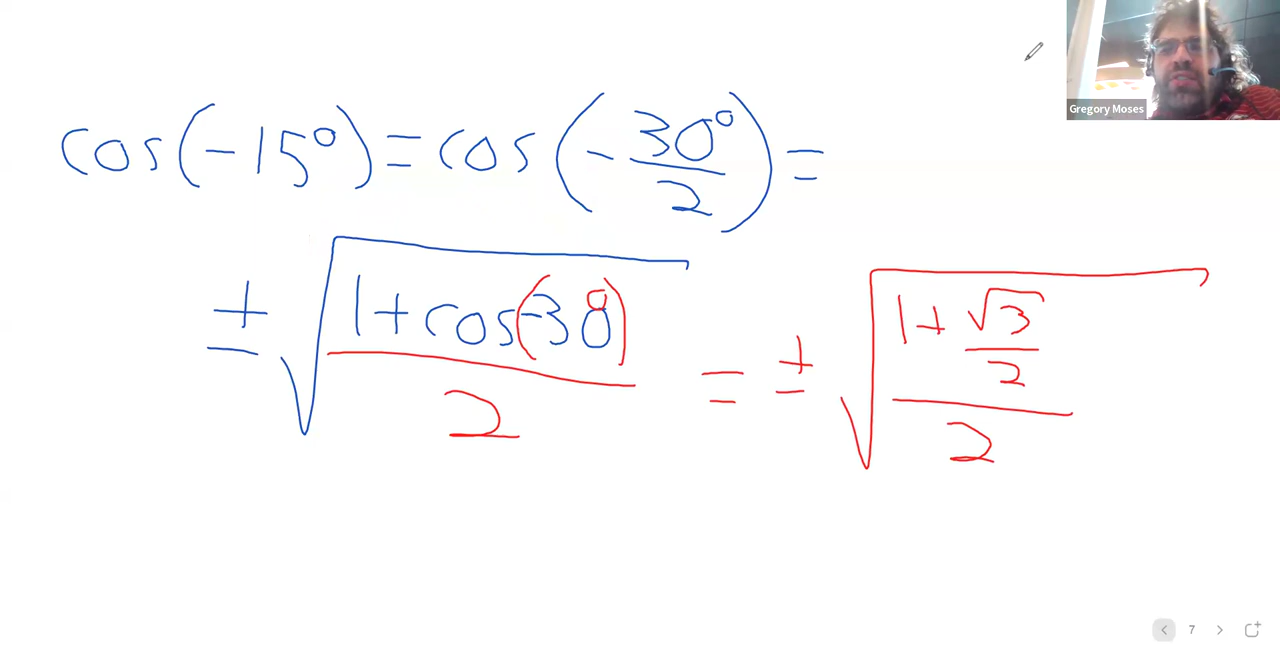 Gregory Moses
cos(-15°) = cos(-30°/2) =
± √((1 + cos(-30°))/2) = ± √((1 + √3/2)/2)
7